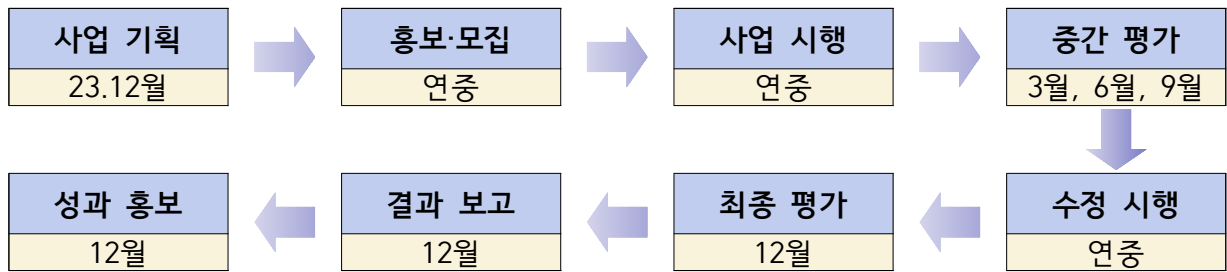 사업 기획
23.12월
홍보·모집
연중
사업 시행
연중
중간 평가
3월, 6월, 9월
수정 시행
연중
최종 평가
12월
결과 보고
12월
성과 홍보
12월